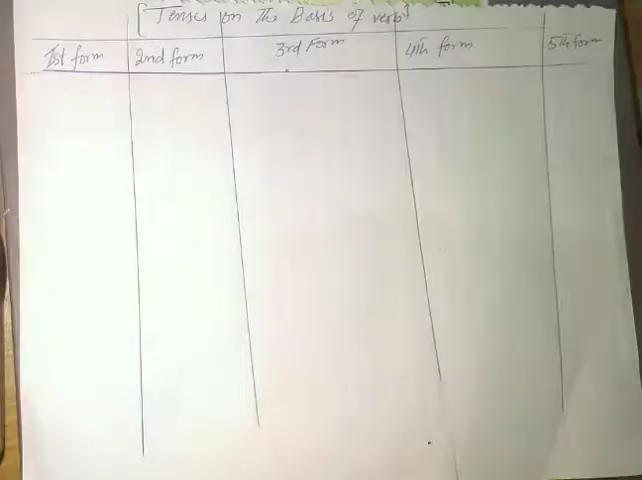 [Tenses on The Basis of verb]
1st form 2nd form 3rd Form 4th form 5th form